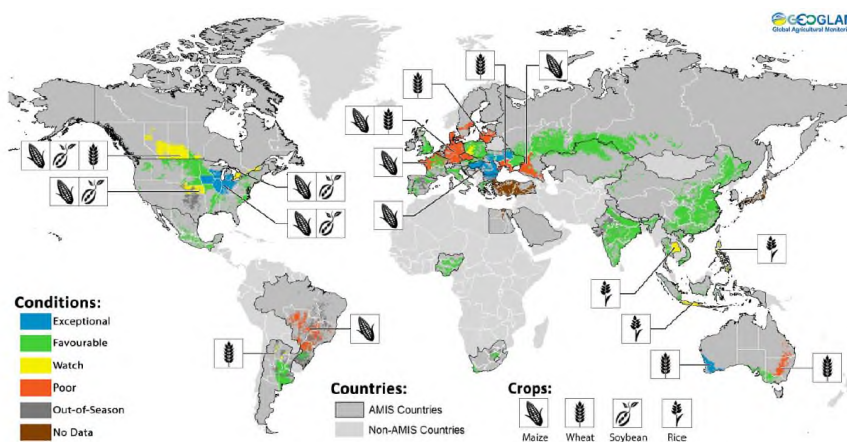 GEOGLAM
Global Agricultural Monitoring
Conditions:
Exceptional
Favourable
Watch
Poor
Out-of-Season
No Data
Countries:
AMIS Countries
Non-AMIS Countries
Crops:
Maize
Wheat
Soybean
Rice